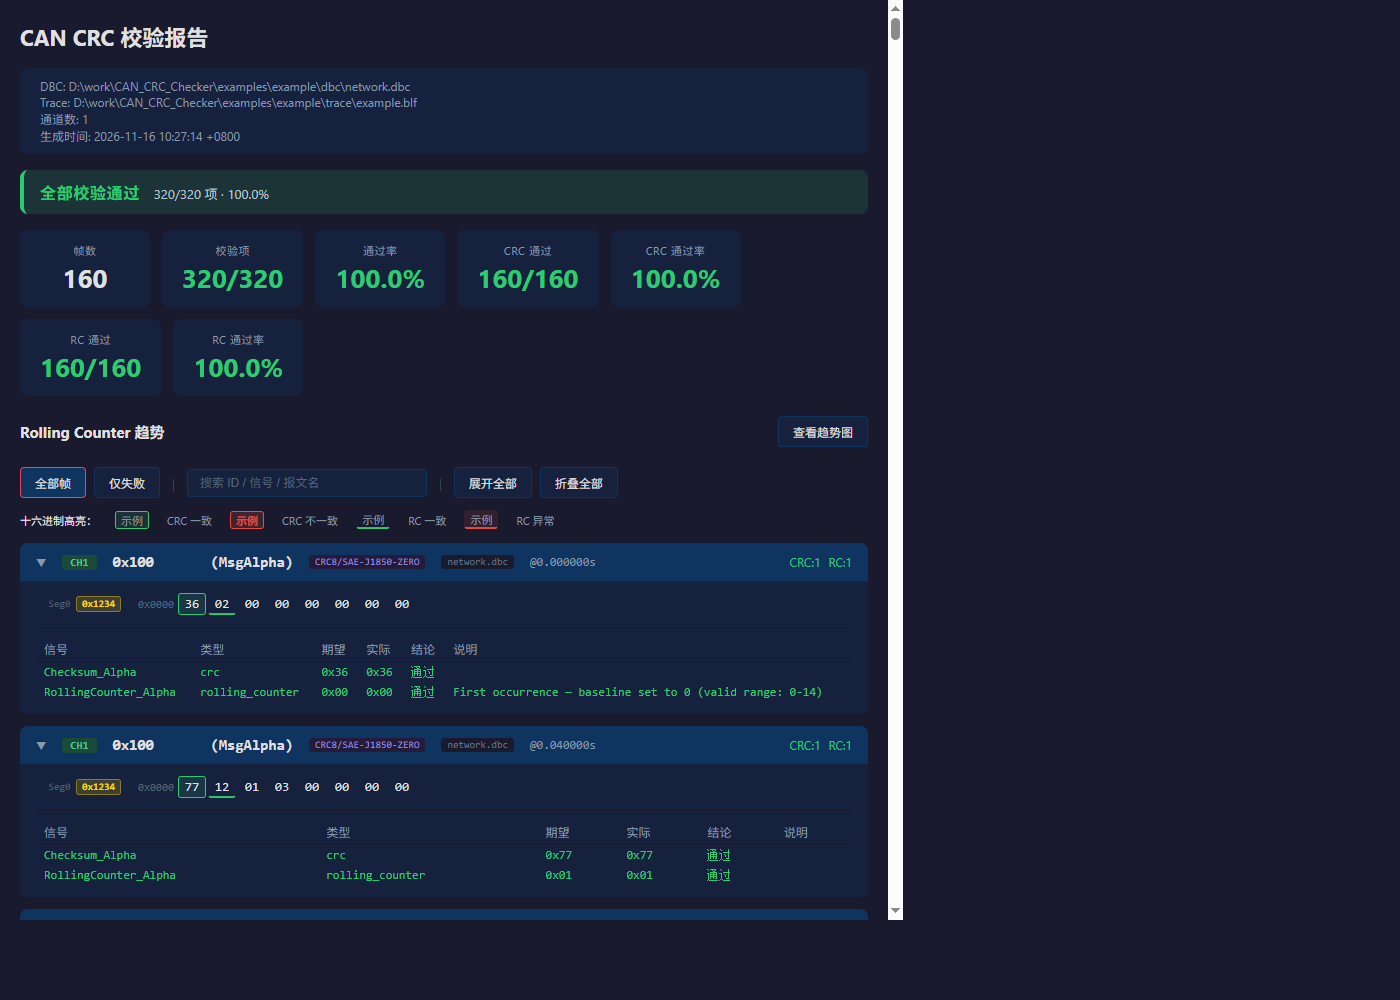 CAN CRC 校验报告
DBC: D:\work\CAN_CRC_Checker\examples\example\dbc\network.dbc
Trace: D:\work\CAN_CRC_Checker\examples\example\trace\example.blf
通道数: 1
生成时间: 2026-11-16 10:27:14 +0800
全部校验通过 320/320 项 · 100.0%
帧数 校验项 通过率 CRC 通过 CRC 通过率
160 320/320 100.0% 160/160 100.0%
RC 通过 RC 通过率
160/160 100.0%
Rolling Counter 趋势 查看趋势图
全部帧 仅失败 | 搜索 ID / 信号 / 报文名 | 展开全部 折叠全部
十六进制高亮: 示例 CRC 一致 示例 CRC 不一致 示例 RC 一致 示例 RC 异常
▼ CH1 0x100 (MsgAlpha) CRC8/SAE-J1850-ZERO network.dbc @0.000000s CRC:1 RC:1
Seg0 0x1234 0x0000 36 02 00 00 00 00 00 00
信号 类型 期望 实际 结论 说明
Checksum_Alpha crc 0x36 0x36 通过
RollingCounter_Alpha rolling_counter 0x00 0x00 通过 First occurrence — baseline set to 0 (valid range: 0-14)
▼ CH1 0x100 (MsgAlpha) CRC8/SAE-J1850-ZERO network.dbc @0.040000s CRC:1 RC:1
Seg0 0x1234 0x0000 77 12 01 03 00 00 00 00
信号 类型 期望 实际 结论 说明
Checksum_Alpha crc 0x77 0x77 通过
RollingCounter_Alpha rolling_counter 0x01 0x01 通过